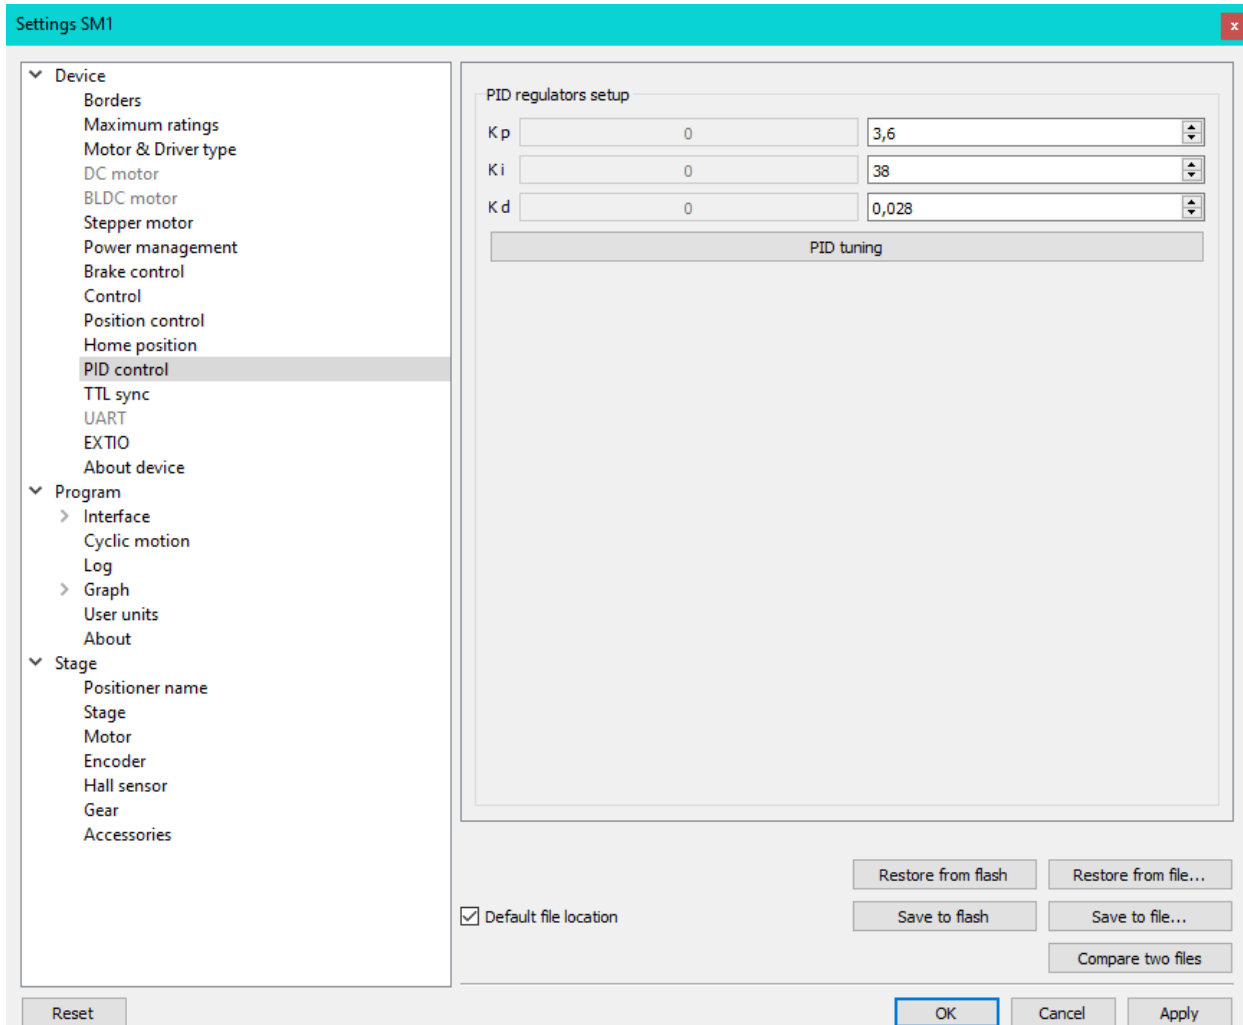 Settings SM1
x
Device
Borders
Maximum ratings
Motor & Driver type
DC motor
BLDC motor
Stepper motor
Power management
Brake control
Control
Position control
Home position
PID control
TTL sync
UART
EXTIO
About device
Program
Interface
Cyclic motion
Log
Graph
User units
About
Stage
Positioner name
Stage
Motor
Encoder
Hall sensor
Gear
Accessories
PID regulators setup
Kp 0 3,6
Ki 0 38
Kd 0 0,028
PID tuning
Restore from flash Restore from file...
Default file location Save to flash Save to file...
Compare two files
Reset OK Cancel Apply